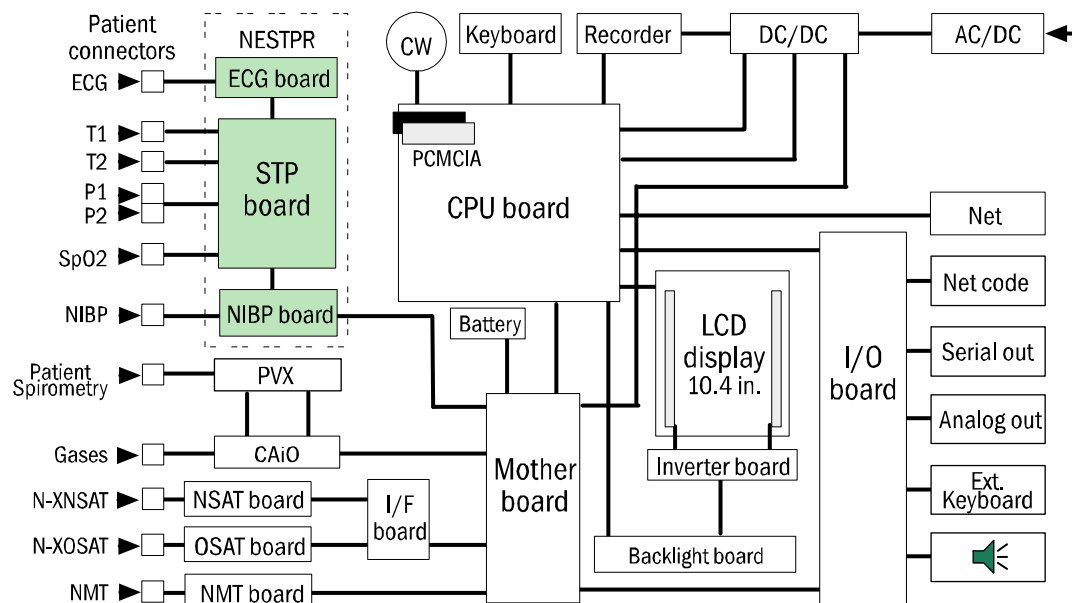 Patient
connectors
NESTPR
CW
Keyboard
Recorder
DC/DC
AC/DC
ECG
ECG board
T1
T2
P1
P2
SpO2
STP
board
PCMCIA
CPU board
Net
NIBP
NIBP board
Battery
LCD
display
10.4 in.
I/O
board
Net code
Serial out
Analog out
Ext.
Keyboard
Patient
Spirometry
PVX
Gases
CAiO
Mother
board
Inverter board
N-XNSAT
NSAT board
I/F
board
N-XOSAT
OSAT board
Backlight board
NMT
NMT board